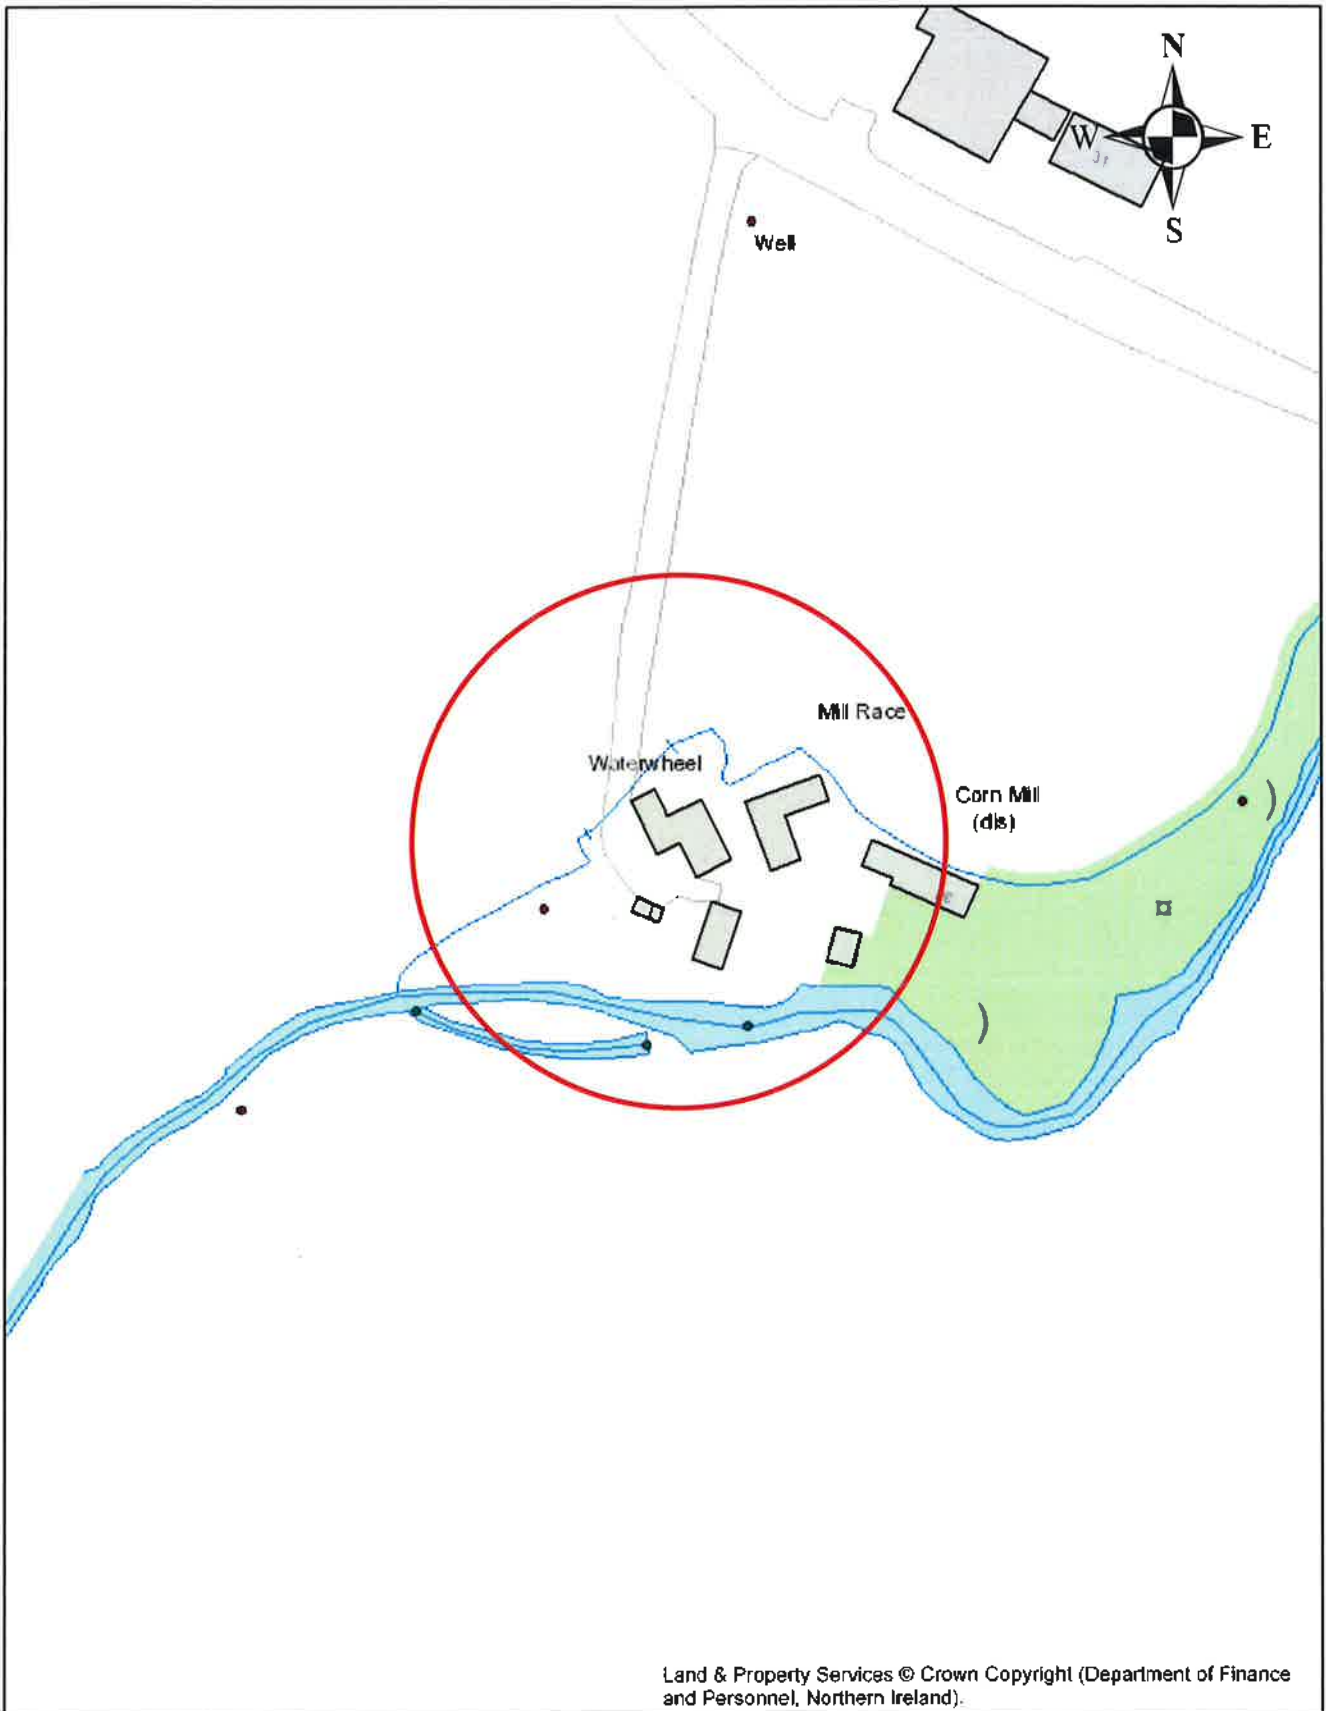 N
W
E
S
Well
Mill Race
Waterwheel
Corn Mill
(dis)
Land & Property Services © Crown Copyright (Department of Finance
and Personnel, Northern Ireland).